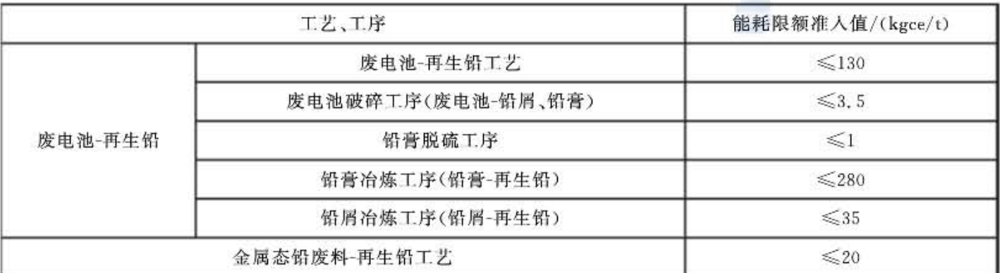 工艺、工序 能耗限额准入值/(kgce/t)
废电池-再生铅工艺 ≤130
废电池破碎工序(废电池-铅屑、铅膏) ≤3.5
废电池-再生铅 铅膏脱硫工序 ≤1
铅膏冶炼工序(铅膏-再生铅) ≤280
铅屑冶炼工序(铅屑-再生铅) ≤35
金属态铅废料-再生铅工艺 ≤20